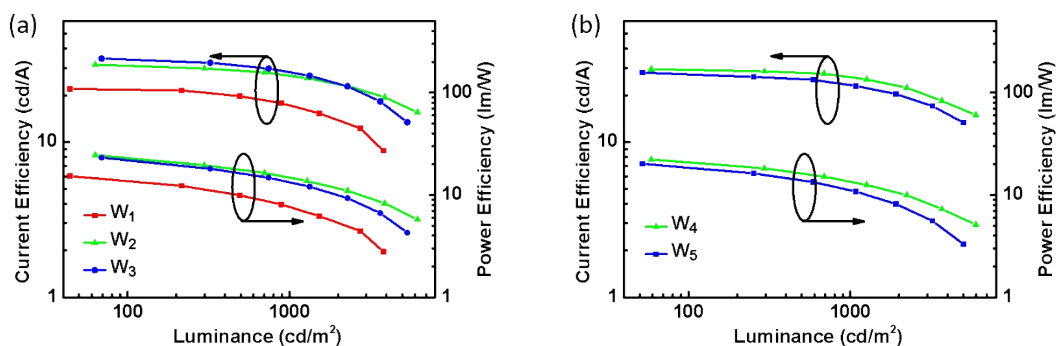 (a)
Current Efficiency (cd/A)
10
1
W1
W2
W3
100
10
1
Power Efficiency (lm/W)
100 1000
Luminance (cd/m²)
(b)
Current Efficiency (cd/A)
10
1
W4
W5
100
10
1
Power Efficiency (lm/W)
100 1000
Luminance (cd/m²)